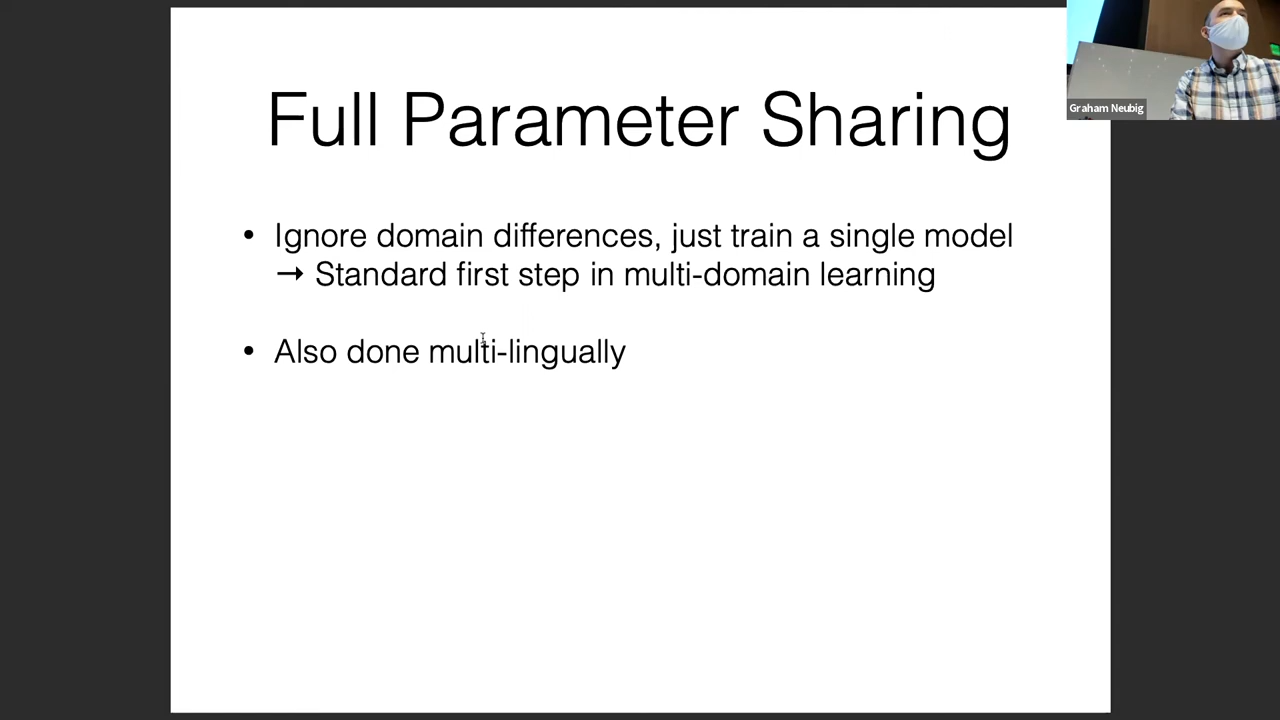 Full Parameter Sharing
• Ignore domain differences, just train a single model
→ Standard first step in multi-domain learning
• Also done multi-lingually
Graham Neubig